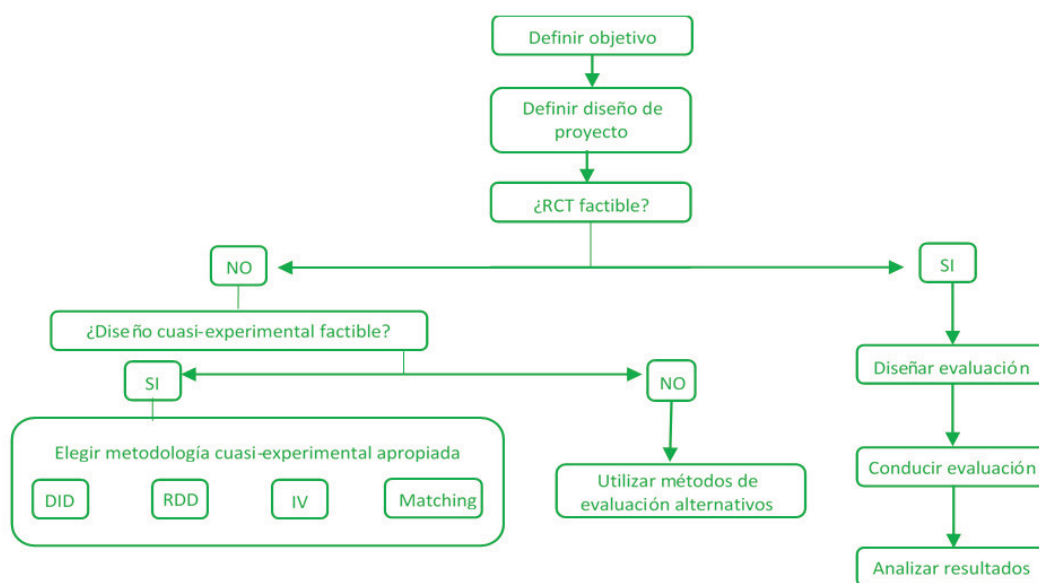 Definir objetivo
Definir diseño de
proyecto
¿RCT factible?
NO
SI
¿Diseño cuasi-experimental factible?
Diseñar evaluación
SI
NO
Elegir metodología cuasi-experimental apropiada
Conducir evaluación
DID
RDD
IV
Matching
Utilizar métodos de
evaluación alternativos
Analizar resultados